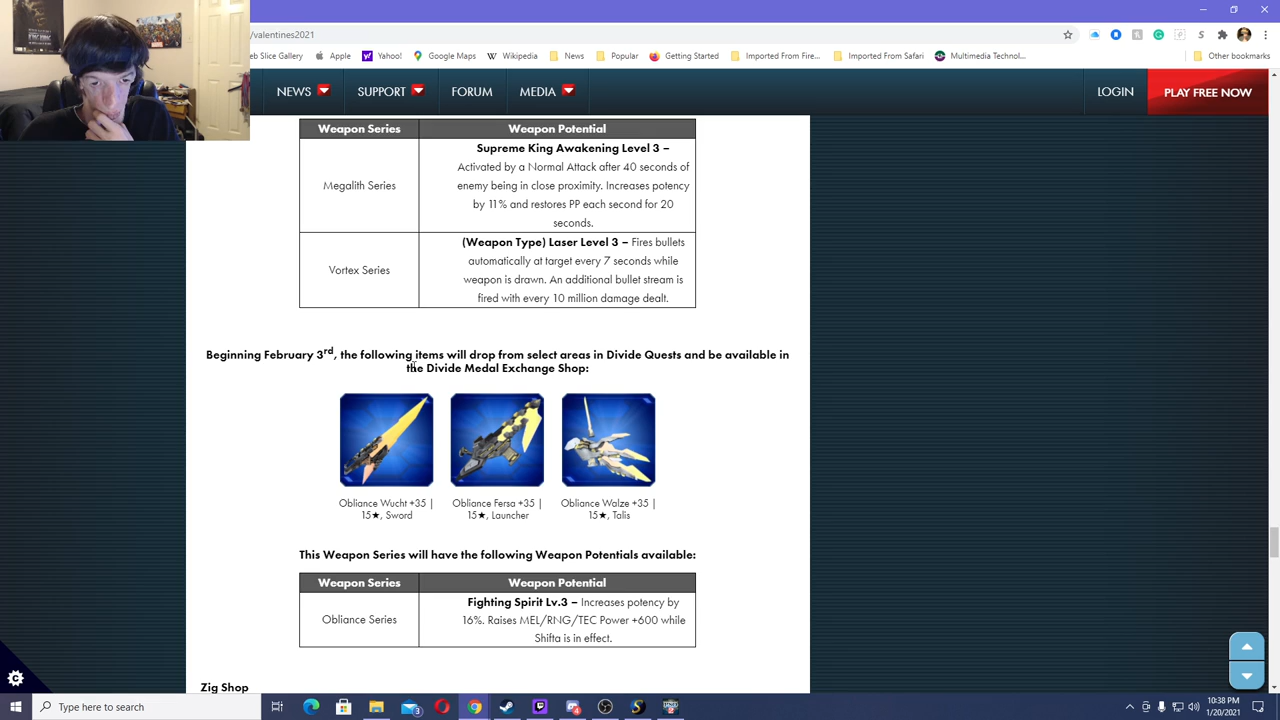 /valentines2021
eb Slice Gallery Apple Yahoo! Google Maps Wikipedia News Popular Getting Started Imported From Fire... Imported From Safari Multimedia Technol... Other bookmarks
NEWS SUPPORT FORUM MEDIA LOGIN PLAY FREE NOW
Weapon Series Weapon Potential
Supreme King Awakening Level 3 –
Activated by a Normal Attack after 40 seconds of
Megalith Series enemy being in close proximity. Increases potency
by 11% and restores PP each second for 20
seconds.
(Weapon Type) Laser Level 3 – Fires bullets
automatically at target every 7 seconds while
Vortex Series weapon is drawn. An additional bullet stream is
fired with every 10 million damage dealt.
Beginning February 3rd, the following items will drop from select areas in Divide Quests and be available in
the Divide Medal Exchange Shop:
Obliance Wucht +35 | Obliance Fersa +35 | Obliance Walze +35 |
15★, Sword 15★, Launcher 15★, Talis
This Weapon Series will have the following Weapon Potentials available:
Weapon Series Weapon Potential
Fighting Spirit Lv.3 – Increases potency by
Obliance Series 16%. Raises MEL/RNG/TEC Power +600 while
Shifta is in effect.
Zig Shop
Type here to search
10:38 PM
1/20/2021